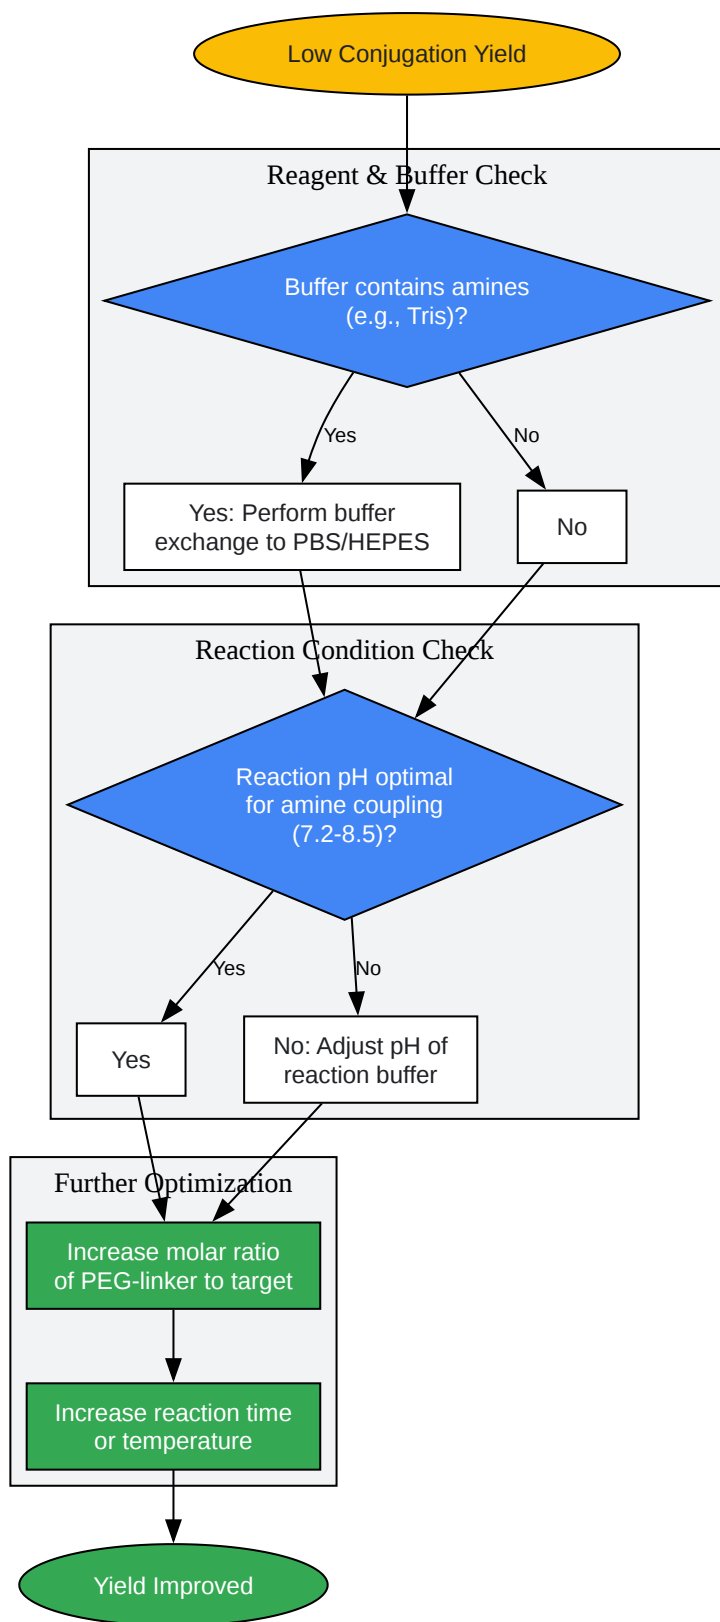 Low Conjugation Yield
Reagent & Buffer Check
Buffer contains amines
(e.g., Tris)?
Yes
No
Yes: Perform buffer
exchange to PBS/HEPES
No
Reaction Condition Check
Reaction pH optimal
for amine coupling
(7.2-8.5)?
Yes
No
Yes
No: Adjust pH of
reaction buffer
Further Optimization
Increase molar ratio
of PEG-linker to target
Increase reaction time
or temperature
Yield Improved